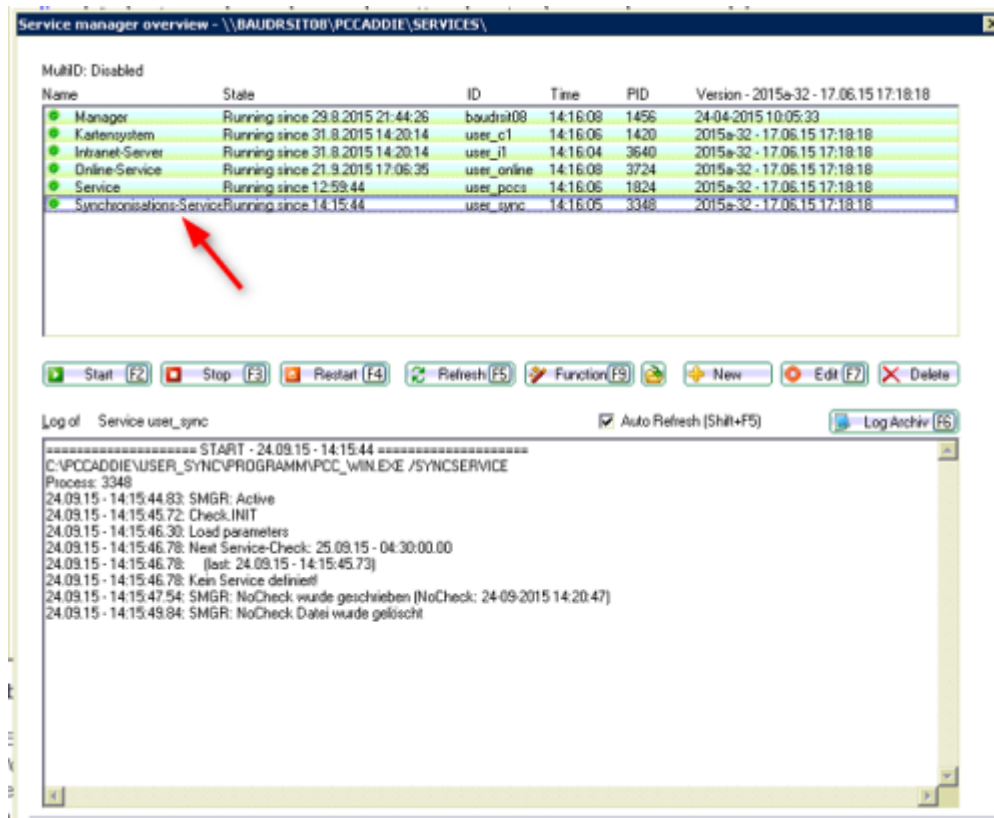 Service manager overview - \\BAUDRSIT08\PCCADDIE\SERVICES\
MultiID: Disabled
Name State ID Time PID Version - 2015a-32 - 17.06.15 17:18:18
Manager Running since 29.8.2015 21:44:26 baudrsit08 14:16:08 1456 24-04-2015 10:05:33
Kartensystem Running since 31.8.2015 14:20:14 user_c1 14:16:06 1420 2015a-32 - 17.06.15 17:18:18
Intranet-Server Running since 31.8.2015 14:20:14 user_i1 14:16:04 3640 2015a-32 - 17.06.15 17:18:18
Online-Service Running since 21.9.2015 17:06:35 user_online 14:16:08 3724 2015a-32 - 17.06.15 17:18:18
Service Running since 12:59:44 user_pccs 14:16:06 1824 2015a-32 - 17.06.15 17:18:18
Synchronisations-Service Running since 14:15:44 user_sync 14:16:05 3348 2015a-32 - 17.06.15 17:18:18
Start F2 Stop F3 Restart F4 Refresh F5 Function F9 New Edit F7 Delete
Log of Service user_sync Auto Refresh (Shift+F5) Log Archiv F6
==================== START - 24.09.15 - 14:15:44 ====================
C:\PCCADDIE\USER_SYNC\PROGRAMM\PCC_WIN.EXE /SYNCSERVICE
Process: 3348
24.09.15 - 14:15:44.83: SMGR: Active
24.09.15 - 14:15:45.72: Check.INIT
24.09.15 - 14:15:46.30: Load parameters
24.09.15 - 14:15:46.78: Next Service-Check: 25.09.15 - 04:30:00.00
24.09.15 - 14:15:46.78: (last: 24.09.15 - 14:15:45.73)
24.09.15 - 14:15:46.78: Kein Service definiert!
24.09.15 - 14:15:47.54: SMGR: NoCheck wurde geschrieben (NoCheck: 24-09-2015 14:20:47)
24.09.15 - 14:15:49.84: SMGR: NoCheck Datei wurde gelöscht